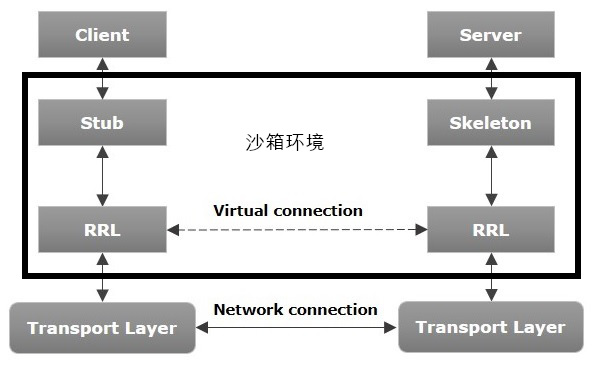 Client
Server
Stub
Skeleton
沙箱环境
Virtual connection
RRL
RRL
Network connection
Transport Layer
Transport Layer